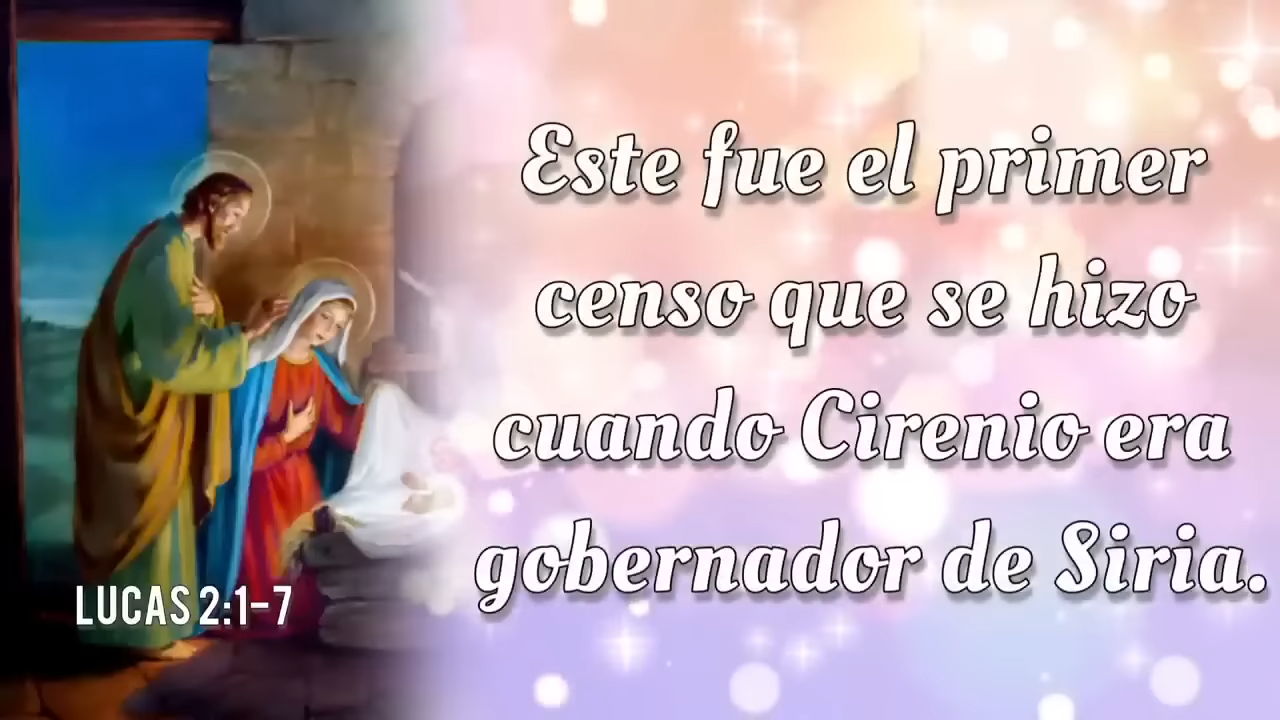 Este fue el primer
censo que se hizo
cuando Cirenio era
gobernador de Siria.
LUCAS 2:1-7